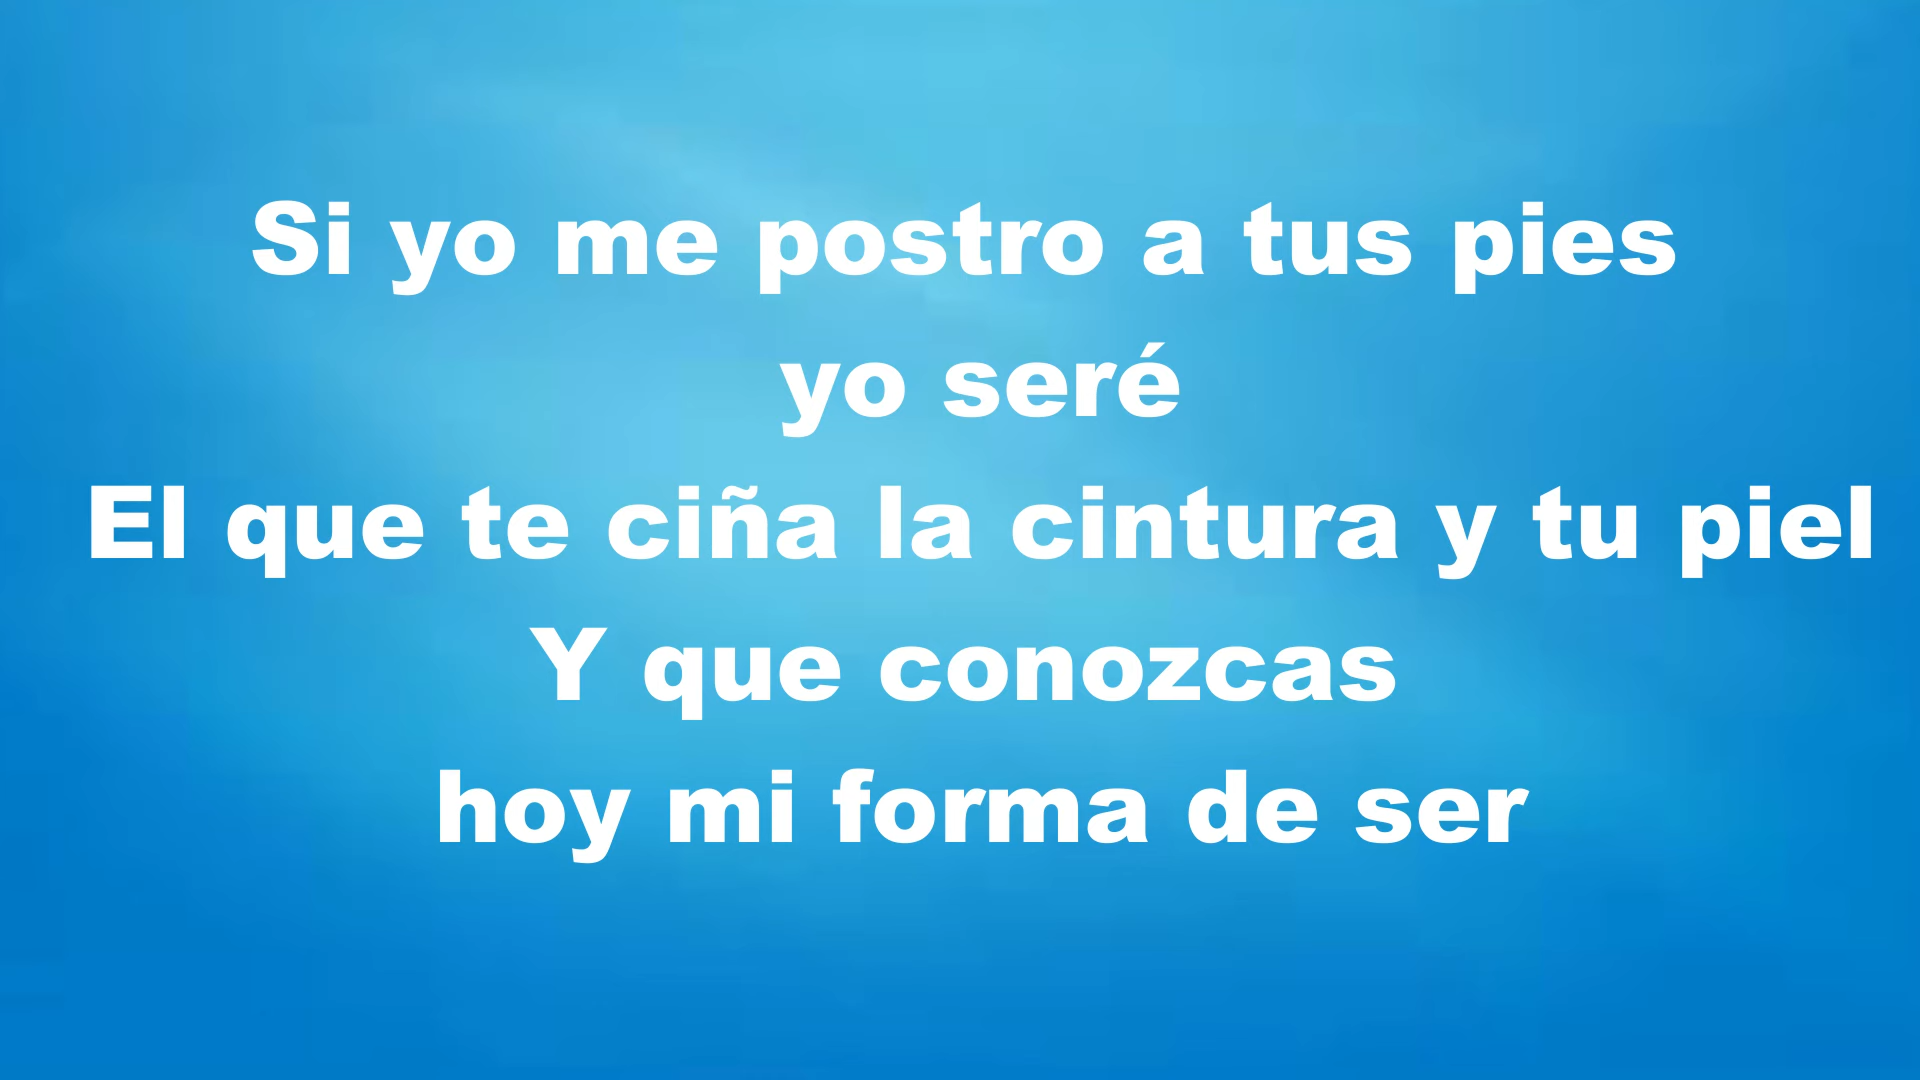 Si yo me postro a tus pies
yo seré
El que te ciña la cintura y tu piel
Y que conozcas
hoy mi forma de ser